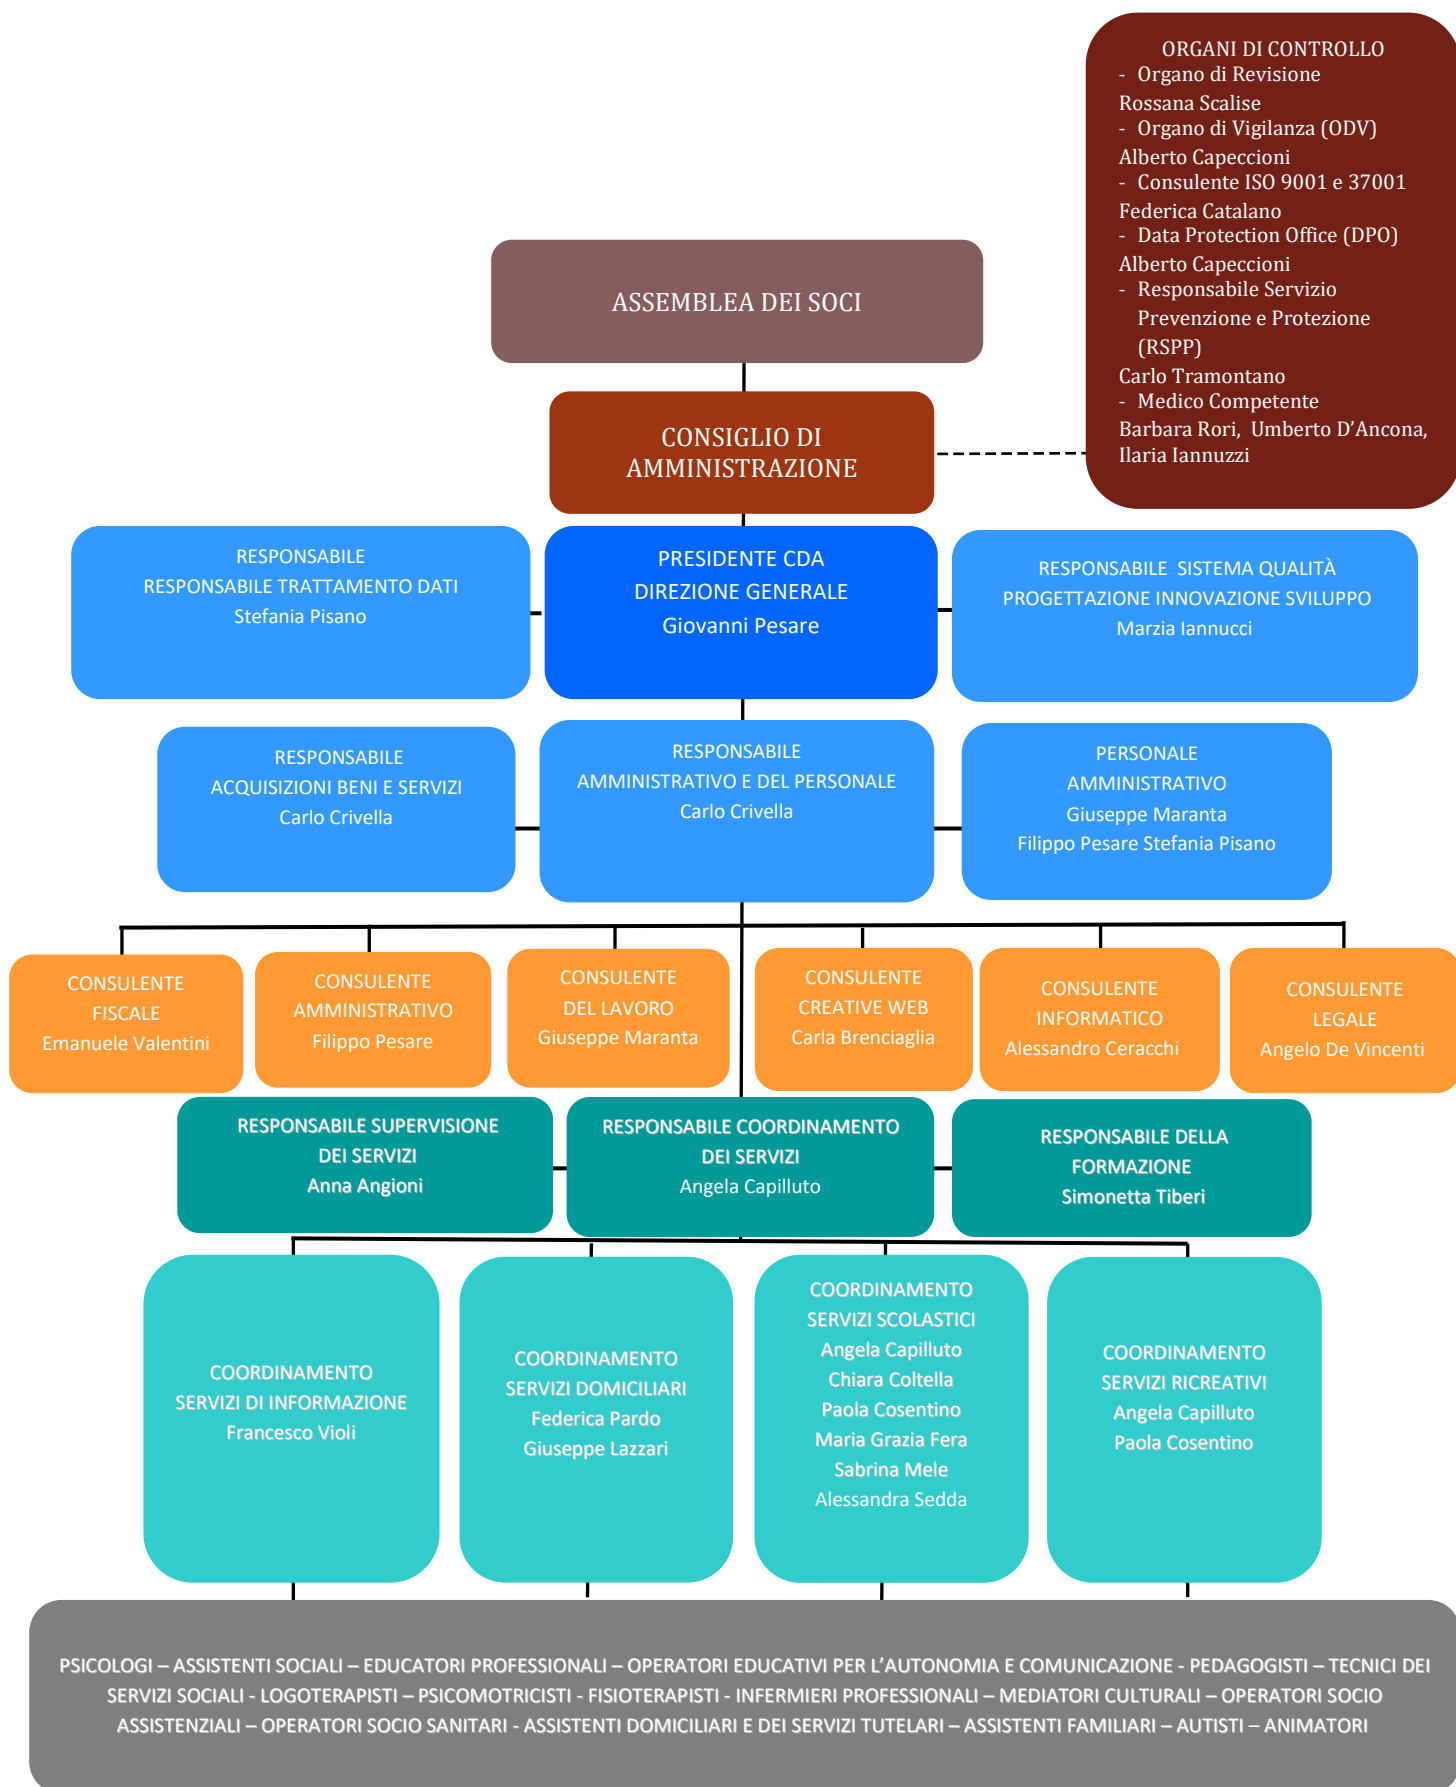 ORGANI DI CONTROLLO
- Organo di Revisione
Rossana Scalise
- Organo di Vigilanza (ODV)
Alberto Capeccioni
- Consulente ISO 9001 e 37001
Federica Catalano
- Data Protection Office (DPO)
Alberto Capeccioni
- Responsabile Servizio
Prevenzione e Protezione
(RSPP)
Carlo Tramontano
- Medico Competente
Barbara Rori, Umberto D’Ancona,
Ilaria Iannuzzi
ASSEMBLEA DEI SOCI
CONSIGLIO DI
AMMINISTRAZIONE
RESPONSABILE
RESPONSABILE TRATTAMENTO DATI
Stefania Pisano
PRESIDENTE CDA
DIREZIONE GENERALE
Giovanni Pesare
RESPONSABILE SISTEMA QUALITÀ
PROGETTAZIONE INNOVAZIONE SVILUPPO
Marzia Iannucci
RESPONSABILE
ACQUISIZIONI BENI E SERVIZI
Carlo Crivella
RESPONSABILE
AMMINISTRATIVO E DEL PERSONALE
Carlo Crivella
PERSONALE
AMMINISTRATIVO
Giuseppe Maranta
Filippo Pesare Stefania Pisano
CONSULENTE
FISCALE
Emanuele Valentini
CONSULENTE
AMMINISTRATIVO
Filippo Pesare
CONSULENTE
DEL LAVORO
Giuseppe Maranta
CONSULENTE
CREATIVE WEB
Carla Brenciaglia
CONSULENTE
INFORMATICO
Alessandro Ceracchi
CONSULENTE
LEGALE
Angelo De Vincenti
RESPONSABILE SUPERVISIONE
DEI SERVIZI
Anna Angioni
RESPONSABILE COORDINAMENTO
DEI SERVIZI
Angela Capilluto
RESPONSABILE DELLA
FORMAZIONE
Simonetta Tiberi
COORDINAMENTO
SERVIZI DI INFORMAZIONE
Francesco Violi
COORDINAMENTO
SERVIZI DOMICILIARI
Federica Pardo
Giuseppe Lazzari
COORDINAMENTO
SERVIZI SCOLASTICI
Angela Capilluto
Chiara Coltella
Paola Cosentino
Maria Grazia Fera
Sabrina Mele
Alessandra Sedda
COORDINAMENTO
SERVIZI RICREATIVI
Angela Capilluto
Paola Cosentino
PSICOLOGI – ASSISTENTI SOCIALI – EDUCATORI PROFESSIONALI – OPERATORI EDUCATIVI PER L’AUTONOMIA E COMUNICAZIONE - PEDAGOGISTI – TECNICI DEI
SERVIZI SOCIALI - LOGOTERAPISTI – PSICOMOTRICISTI - FISIOTERAPISTI - INFERMIERI PROFESSIONALI – MEDIATORI CULTURALI – OPERATORI SOCIO
ASSISTENZIALI – OPERATORI SOCIO SANITARI - ASSISTENTI DOMICILIARI E DEI SERVIZI TUTELARI – ASSISTENTI FAMILIARI – AUTISTI – ANIMATORI